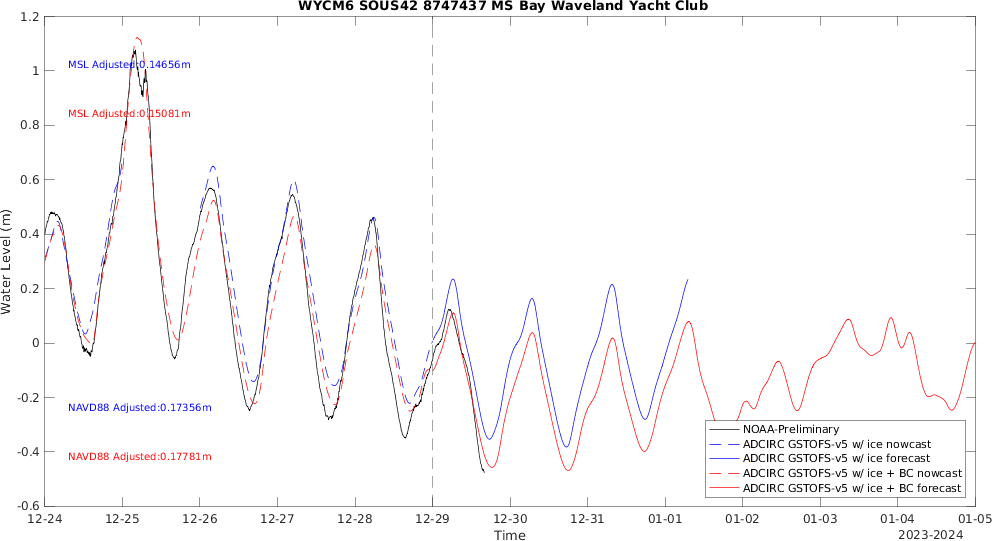 WYCM6 SOUS42 8747437 MS Bay Waveland Yacht Club
1.2
1
0.8
0.6
0.4
0.2
0
-0.2
-0.4
-0.6
Water Level (m)
MSL Adjusted:0.14656m
MSL Adjusted:0.15081m
NAVD88 Adjusted:0.17356m
NAVD88 Adjusted:0.17781m
NOAA-Preliminary
ADCIRC GSTOFS-v5 w/ ice nowcast
ADCIRC GSTOFS-v5 w/ ice forecast
ADCIRC GSTOFS-v5 w/ ice + BC nowcast
ADCIRC GSTOFS-v5 w/ ice + BC forecast
12-24 12-25 12-26 12-27 12-28 12-29 12-30 12-31 01-01 01-02 01-03 01-04 01-05
Time
2023-2024